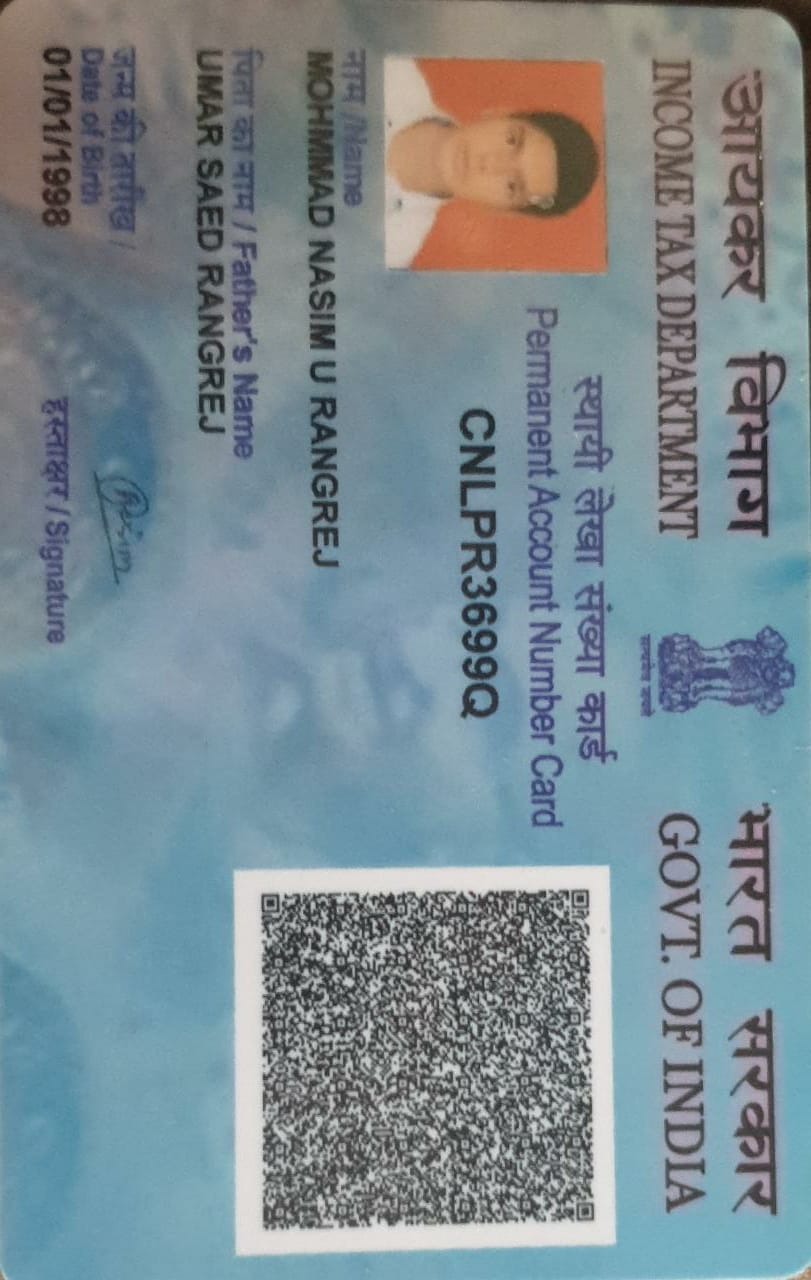 आयकर विभाग
INCOME TAX DEPARTMENT
भारत सरकार
GOVT. OF INDIA
सत्यमेव जयते
स्थायी लेखा संख्या कार्ड
Permanent Account Number Card
CNLPR3699Q
नाम /Name
MOHMMAD NASIM U RANGREJ
पिता का नाम / Father's Name
UMAR SAED RANGREJ
जन्म की तारीख /
Date of Birth
01/01/1998
हस्ताक्षर / Signature